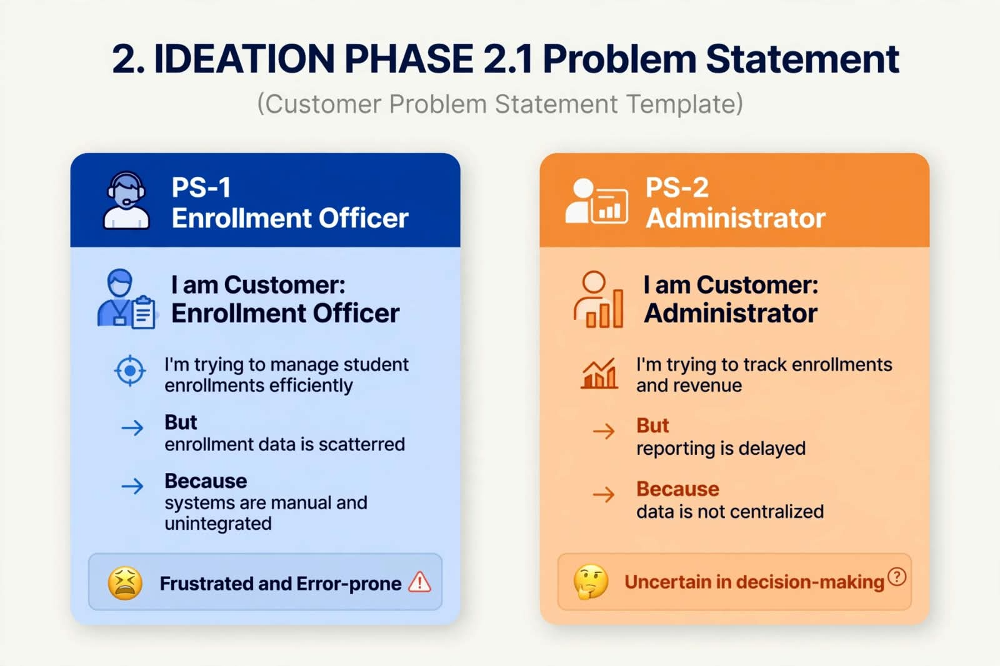 2. IDEATION PHASE 2.1 Problem Statement
(Customer Problem Statement Template)
PS-1
Enrollment Officer
I am Customer:
Enrollment Officer
I'm trying to manage student
enrollments efficiently
But
enrollment data is scatterred
Because
systems are manual and
unintegrated
Frustrated and Error-prone
PS-2
Administrator
I am Customer:
Administrator
I'm trying to track enrollments
and revenue
But
reporting is delayed
Because
data is not centralized
Uncertain in decision-making